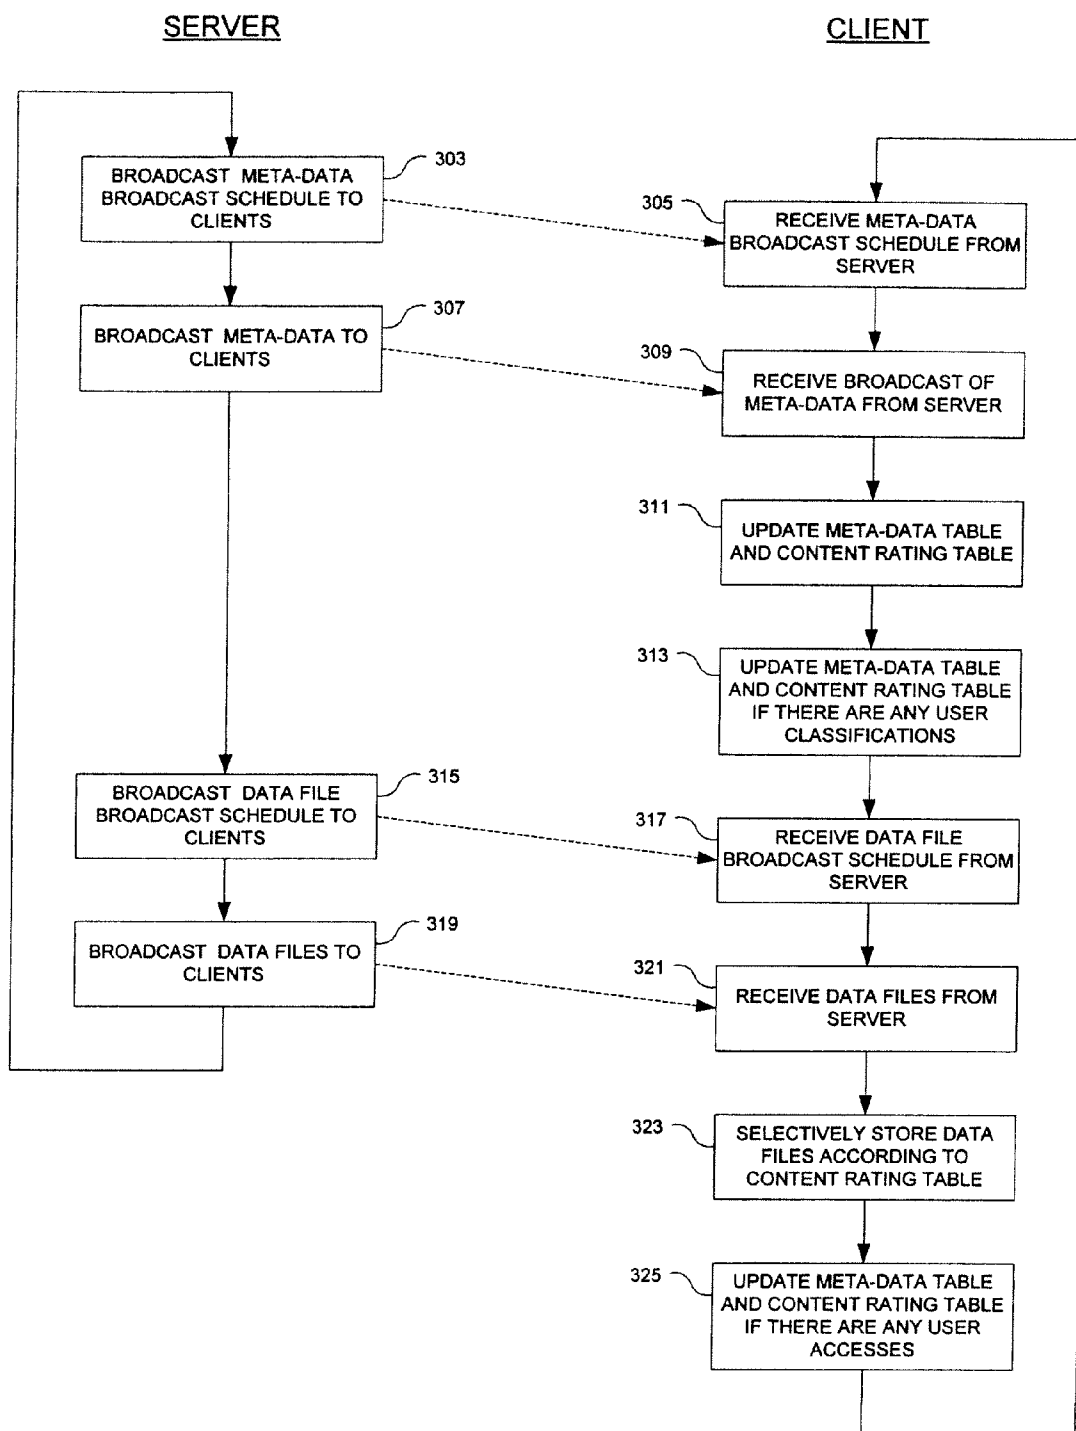 SERVER
CLIENT
303
BROADCAST META-DATA
BROADCAST SCHEDULE TO
CLIENTS
305
RECEIVE META-DATA
BROADCAST SCHEDULE FROM
SERVER
307
BROADCAST META-DATA TO
CLIENTS
309
RECEIVE BROADCAST OF
META-DATA FROM SERVER
311
UPDATE META-DATA TABLE
AND CONTENT RATING TABLE
313
UPDATE META-DATA TABLE
AND CONTENT RATING TABLE
IF THERE ARE ANY USER
CLASSIFICATIONS
315
BROADCAST DATA FILE
BROADCAST SCHEDULE TO
CLIENTS
317
RECEIVE DATA FILE
BROADCAST SCHEDULE FROM
SERVER
319
BROADCAST DATA FILES TO
CLIENTS
321
RECEIVE DATA FILES FROM
SERVER
323
SELECTIVELY STORE DATA
FILES ACCORDING TO
CONTENT RATING TABLE
325
UPDATE META-DATA TABLE
AND CONTENT RATING TABLE
IF THERE ARE ANY USER
ACCESSES